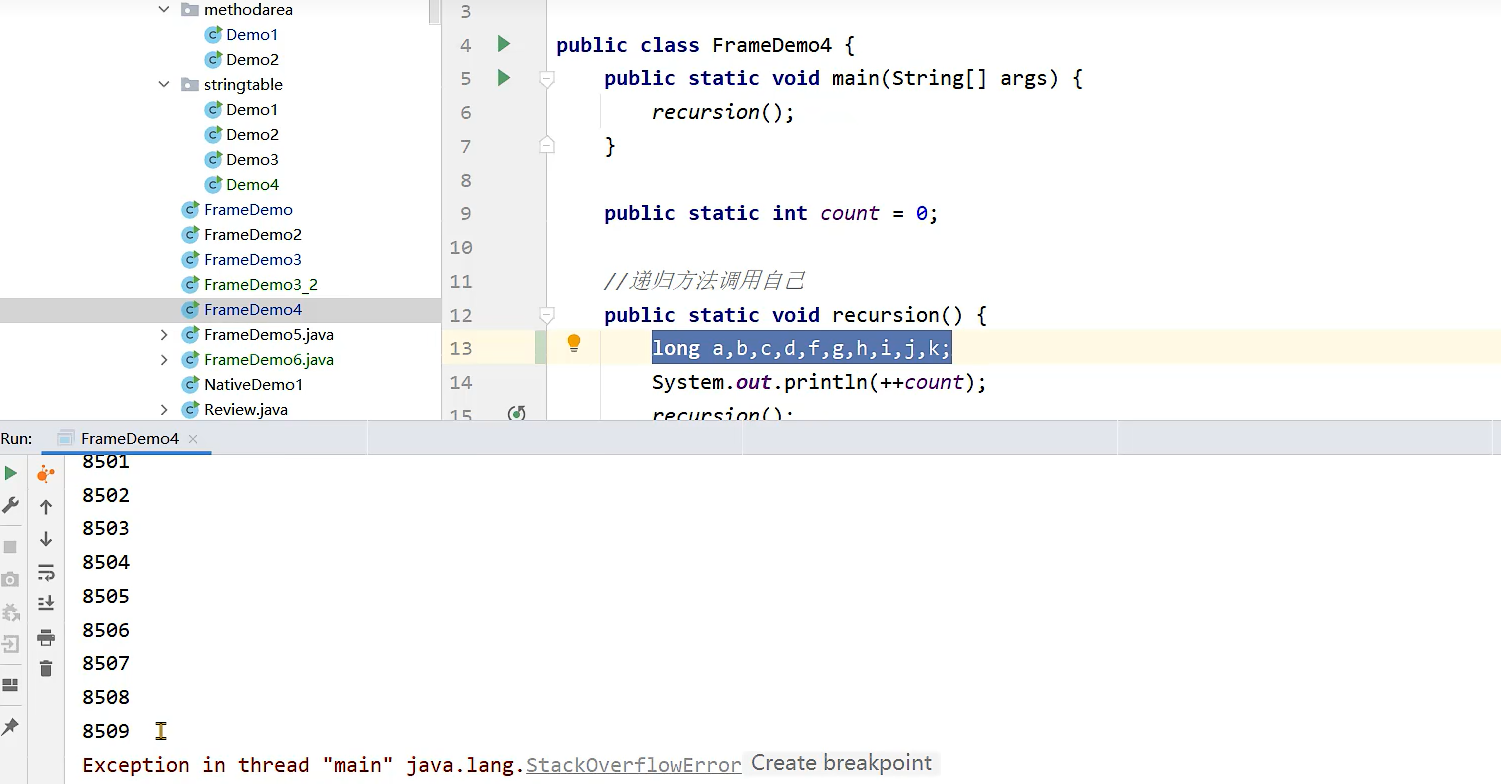 methodarea
Demo1
Demo2
stringtable
Demo1
Demo2
Demo3
Demo4
FrameDemo
FrameDemo2
FrameDemo3
FrameDemo3_2
FrameDemo4
FrameDemo5.java
FrameDemo6.java
NativeDemo1
Review.java
3
4 public class FrameDemo4 {
5 public static void main(String[] args) {
6 recursion();
7 }
8
9 public static int count = 0;
10
11 //递归方法调用自己
12 public static void recursion() {
13 long a,b,c,d,f,g,h,i,j,k;
14 System.out.println(++count);
15 recursion();
Run: FrameDemo4
8501
8502
8503
8504
8505
8506
8507
8508
8509
Exception in thread "main" java.lang.StackOverflowError Create breakpoint